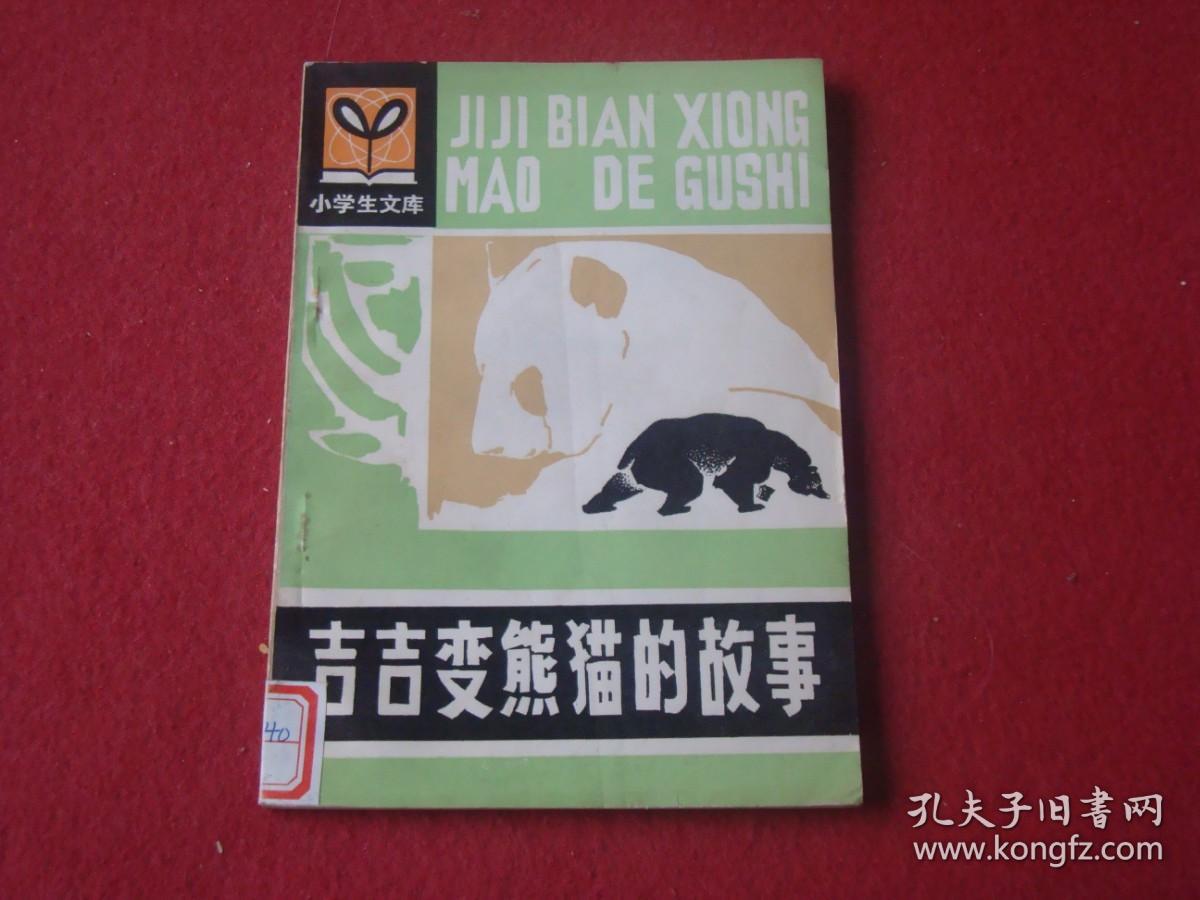 JIJI BIAN XIONG
MAO DE GUSHI
小学生文库
吉吉变熊猫的故事
40
孔夫子旧書网
www.kongfz.com